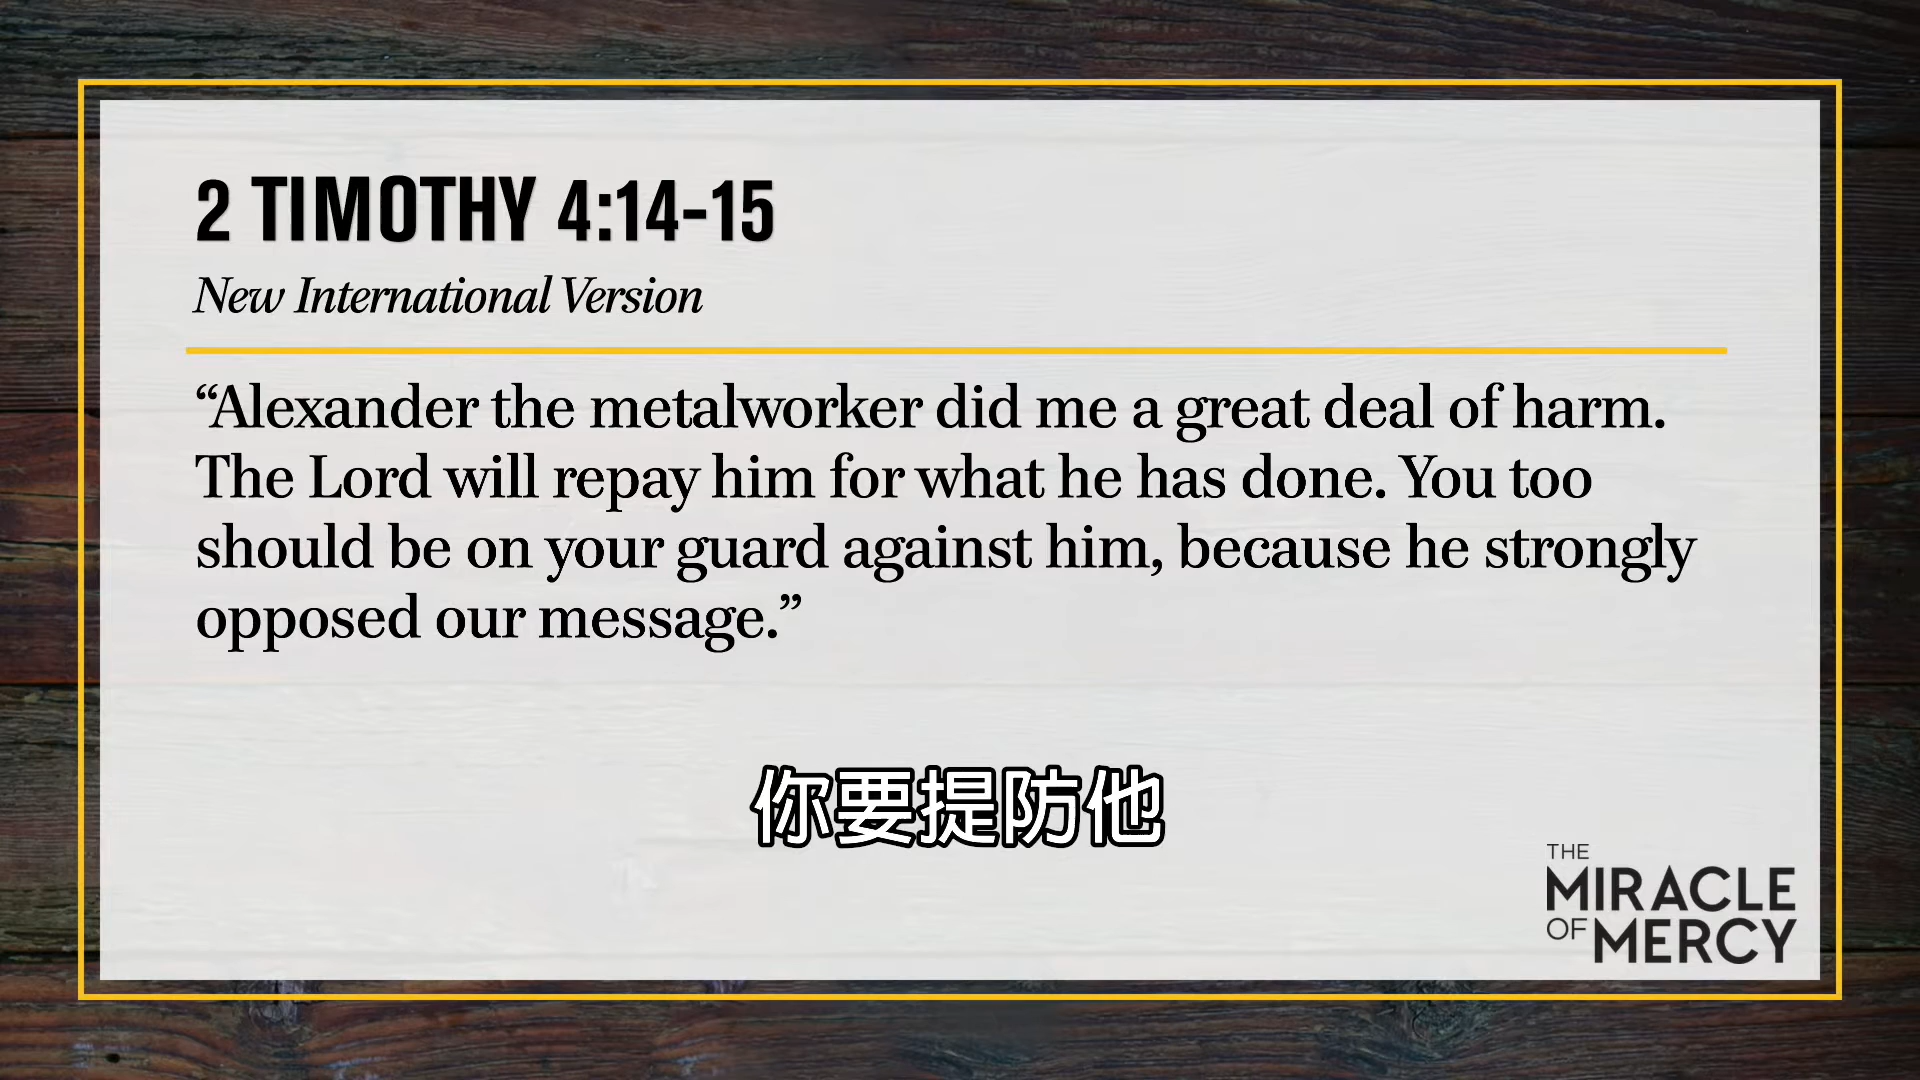 2 TIMOTHY 4:14-15
New International Version
“Alexander the metalworker did me a great deal of harm.
The Lord will repay him for what he has done. You too
should be on your guard against him, because he strongly
opposed our message.”
你要提防他
THE
MIRACLE
OF MERCY